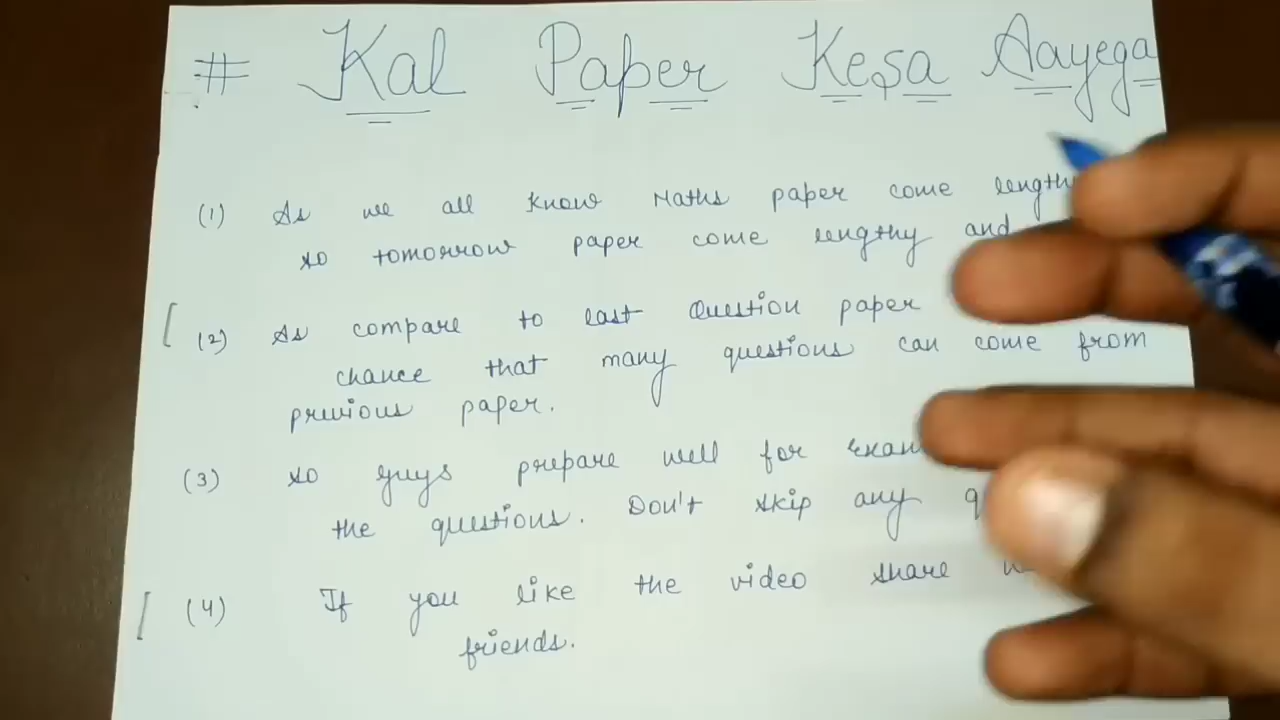 # Kal Paper Kesa Aayega
(1) As we all know Maths paper come
so tomorrow paper come lengthy and
(2) As compare to last Question paper
chance that many questions can come from
previous paper.
(3) so guys prepare well for
the questions. Don't skip any
(4) If you like the video share
friends.